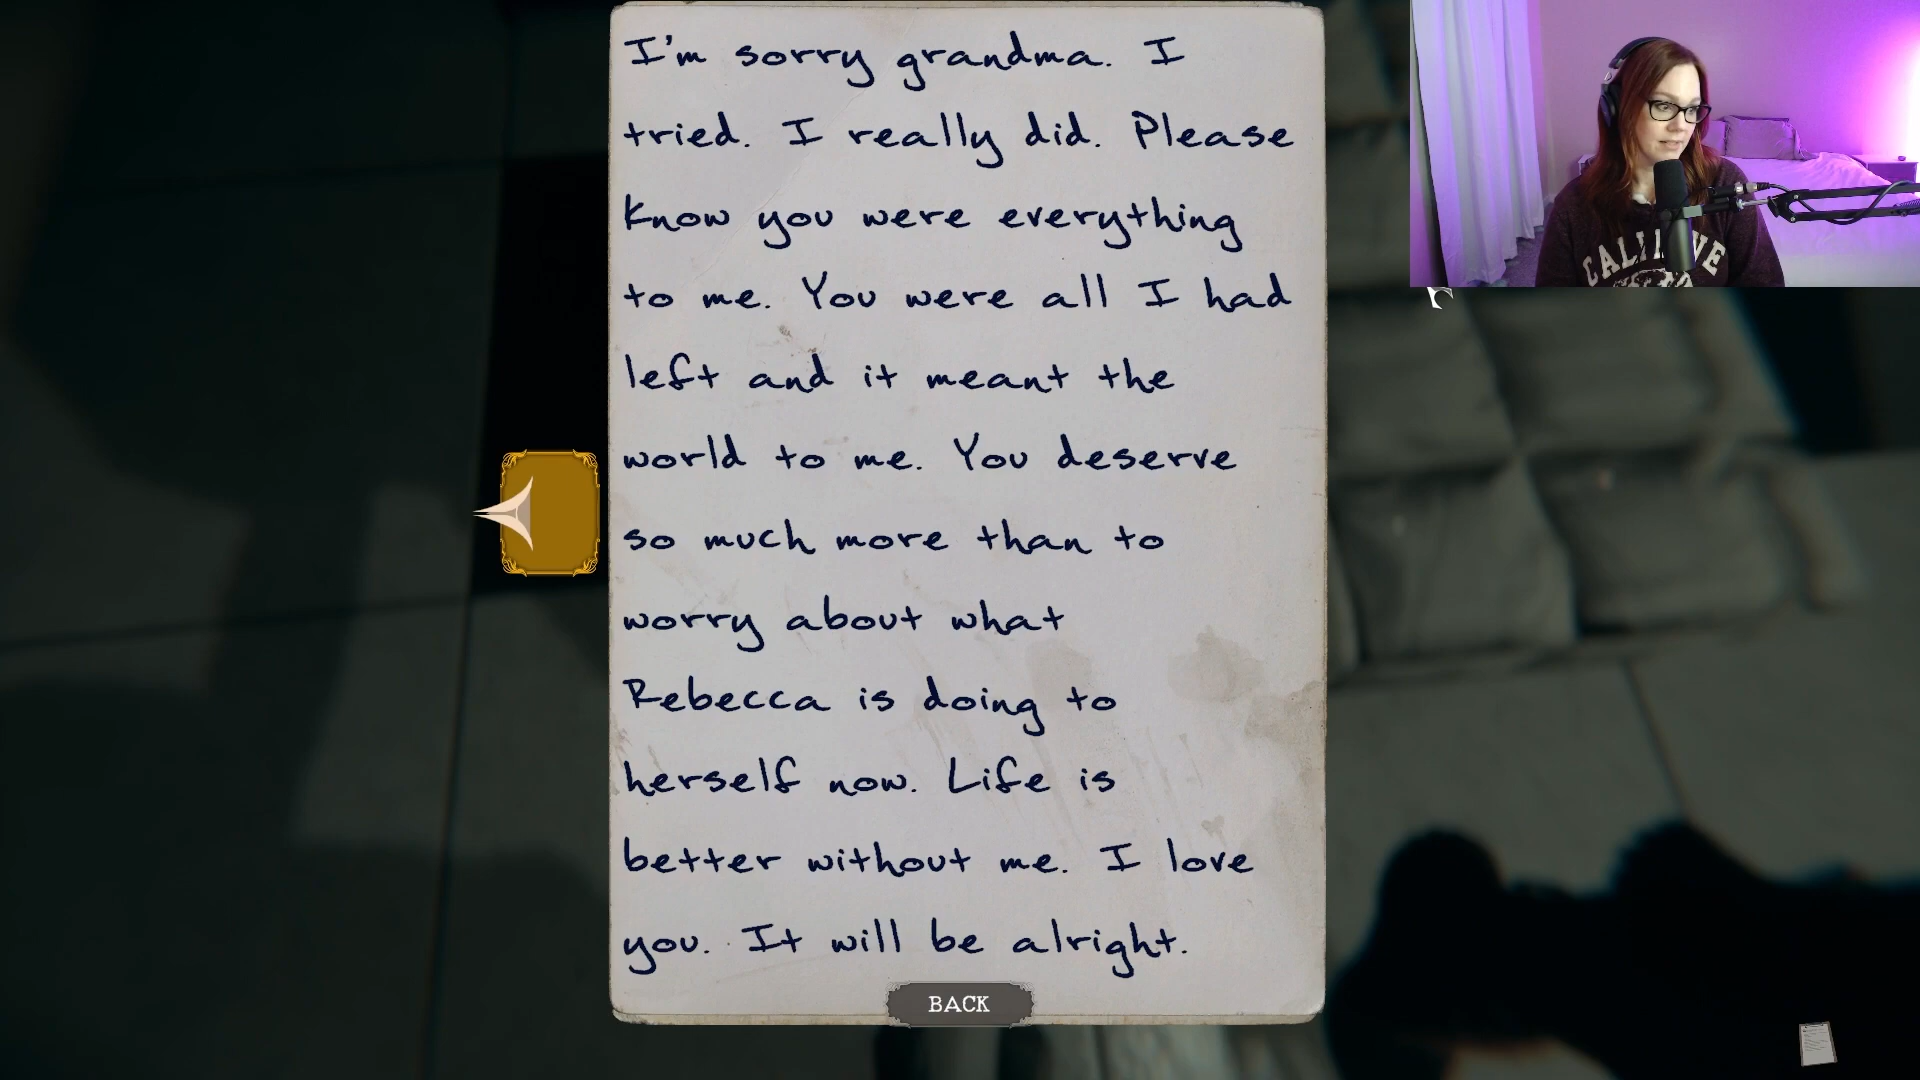 I'm sorry grandma. I
tried. I really did. Please
know you were everything
to me. You were all I had
left and it meant the
world to me. You deserve
so much more than to
worry about what
Rebecca is doing to
herself now. Life is
better without me. I love
you. It will be alright.
BACK